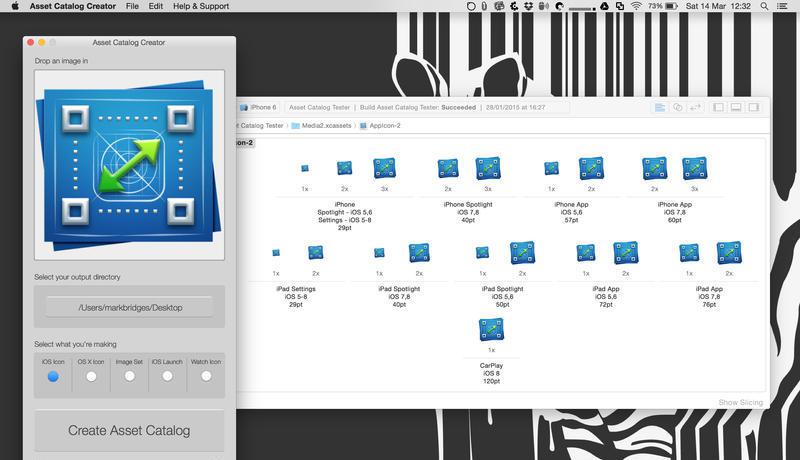 Asset Catalog Creator File Edit Help & Support
73% Sat 14 Mar 12:32
Asset Catalog Creator
Drop an image in
Select your output directory
/Users/markbridges/Desktop
Select what you're making
iOS Icon OS X Icon Image Set iOS Launch Watch Icon
Create Asset Catalog
iPhone 6 Asset Catalog Tester | Build Asset Catalog Tester: Succeeded | 28/01/2015 at 16:27
et Catalog Tester Media2.xcassets AppIcon-2
on-2
1x 2x 3x 2x 3x 1x 2x 2x 3x
iPhone
Spotlight - iOS 5,6
Settings - iOS 5-8
29pt
iPhone Spotlight
iOS 7,8
40pt
iPhone App
iOS 5,6
57pt
iPhone App
iOS 7,8
60pt
1x 2x 1x 2x 1x 2x 1x 2x 1x 2x
iPad Settings
iOS 5-8
29pt
iPad Spotlight
iOS 7,8
40pt
iPad Spotlight
iOS 5,6
50pt
iPad App
iOS 5,6
72pt
iPad App
iOS 7,8
76pt
1x
CarPlay
iOS 8
120pt
Show Slicing